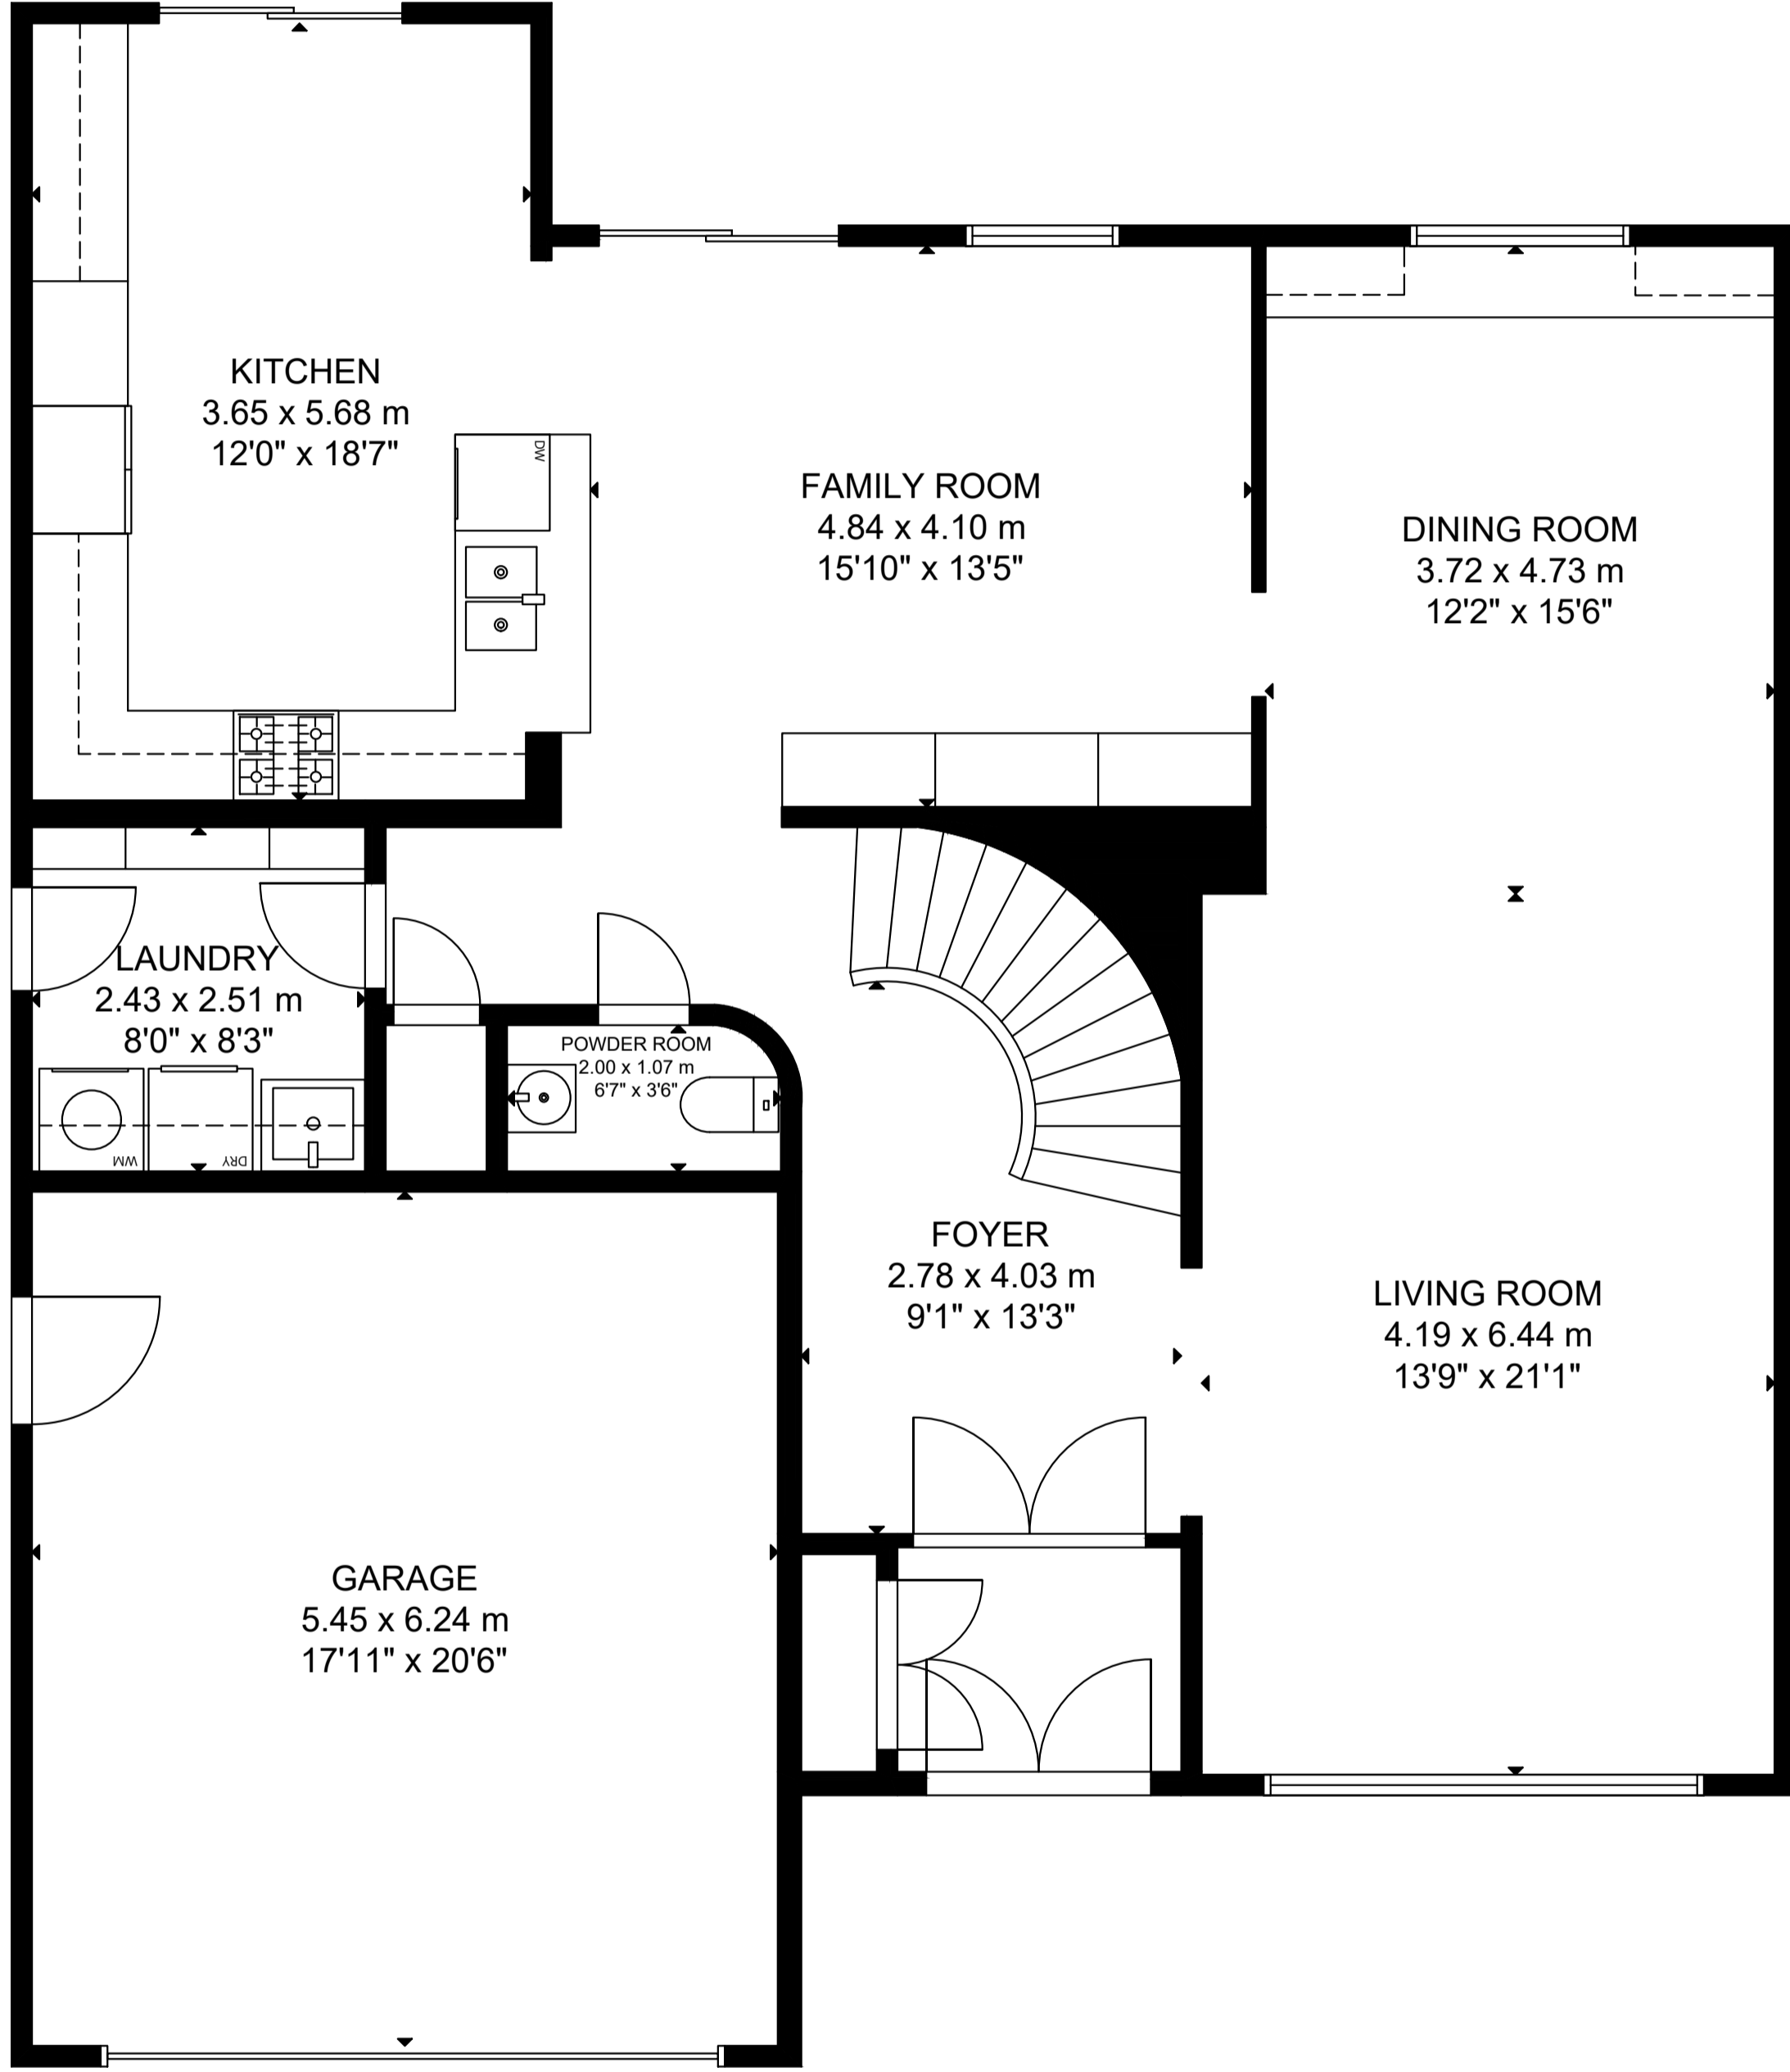 KITCHEN
3.65 x 5.68 m
12'0" x 18'7"
DW
FAMILY ROOM
4.84 x 4.10 m
15'10" x 13'5"
DINING ROOM
3.72 x 4.73 m
12'2" x 15'6"
LAUNDRY
2.43 x 2.51 m
8'0" x 8'3"
WM
DRY
POWDER ROOM
2.00 x 1.07 m
6'7" x 3'6"
FOYER
2.78 x 4.03 m
9'1" x 13'3"
LIVING ROOM
4.19 x 6.44 m
13'9" x 21'1"
GARAGE
5.45 x 6.24 m
17'11" x 20'6"